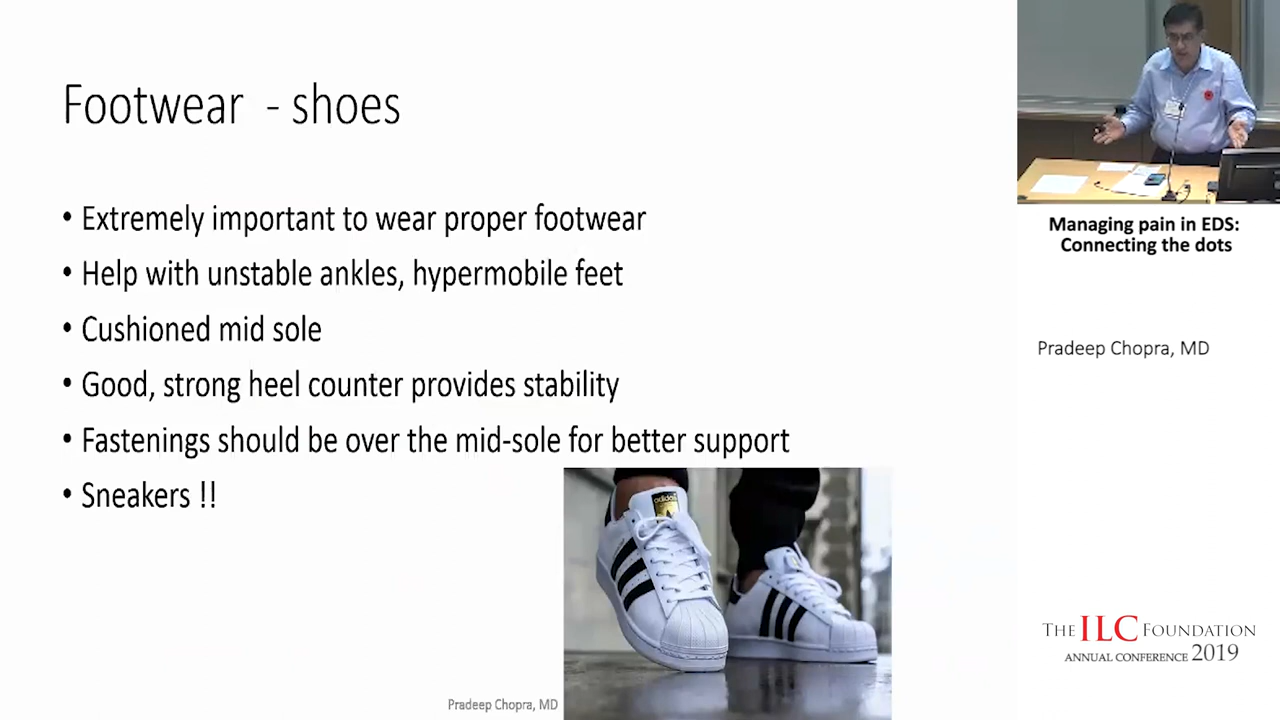 Footwear - shoes
• Extremely important to wear proper footwear
• Help with unstable ankles, hypermobile feet
• Cushioned mid sole
• Good, strong heel counter provides stability
• Fastenings should be over the mid-sole for better support
• Sneakers !!
adidas
Pradeep Chopra, MD
Managing pain in EDS:
Connecting the dots
Pradeep Chopra, MD
THE ILC FOUNDATION
ANNUAL CONFERENCE 2019